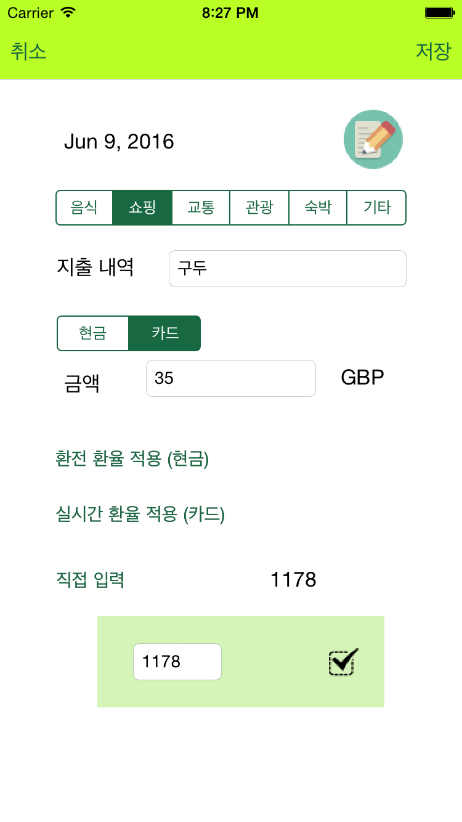 Carrier 8:27 PM
취소 저장
Jun 9, 2016
음식 쇼핑 교통 관광 숙박 기타
지출 내역 구두
현금 카드
금액 35 GBP
환전 환율 적용 (현금)
실시간 환율 적용 (카드)
직접 입력 1178
1178